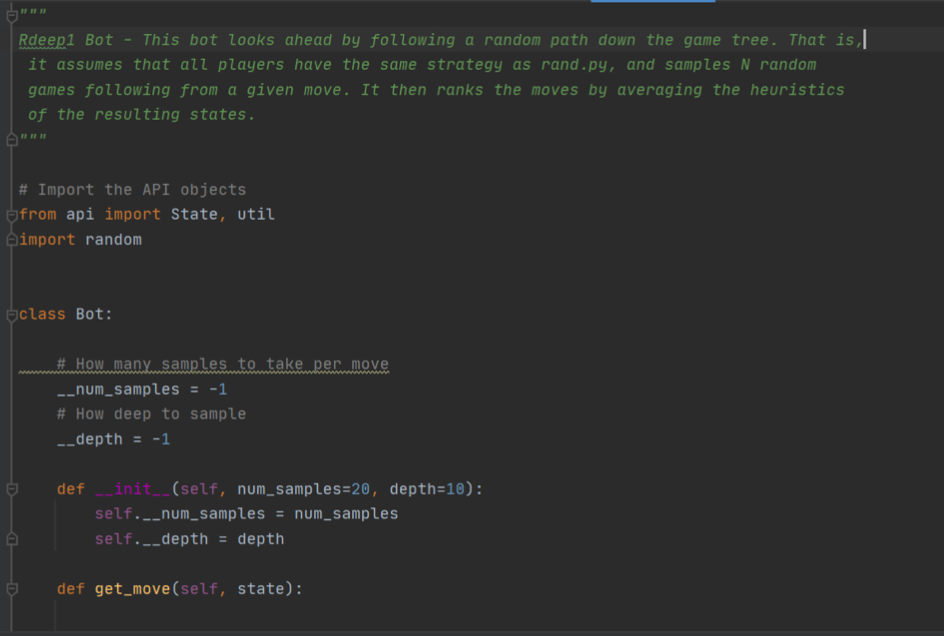 """
Rdeep1 Bot - This bot looks ahead by following a random path down the game tree. That is,
 it assumes that all players have the same strategy as rand.py, and samples N random
 games following from a given move. It then ranks the moves by averaging the heuristics
 of the resulting states.
"""
# Import the API objects
from api import State, util
import random
class Bot:
    # How many samples to take per move
    __num_samples = -1
    # How deep to sample
    __depth = -1
    def __init__(self, num_samples=20, depth=10):
        self.__num_samples = num_samples
        self.__depth = depth
    def get_move(self, state):